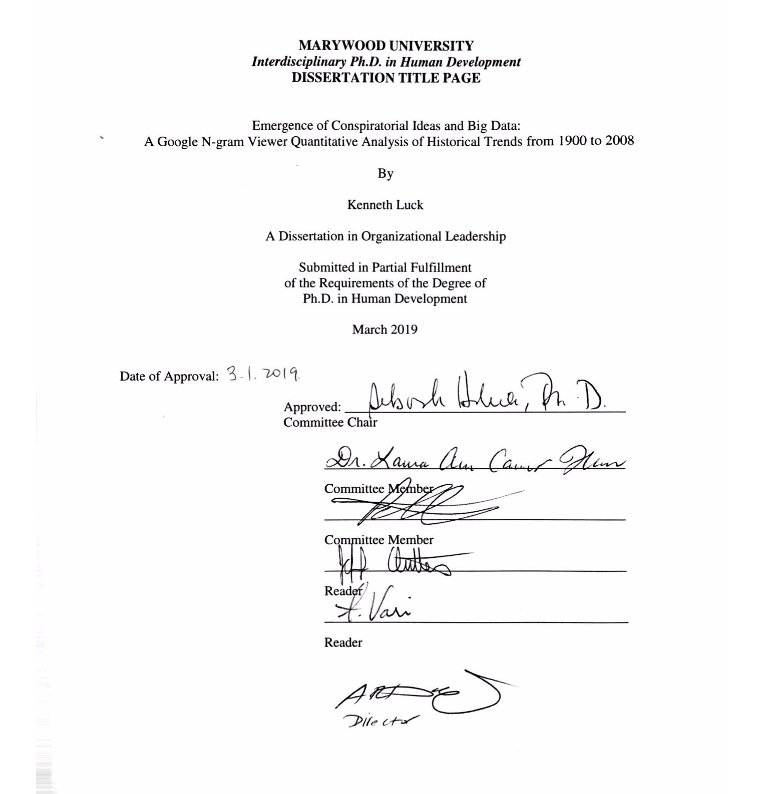 MARYWOOD UNIVERSITY
Interdisciplinary Ph.D. in Human Development
DISSERTATION TITLE PAGE
Emergence of Conspiratorial Ideas and Big Data:
A Google N-gram Viewer Quantitative Analysis of Historical Trends from 1900 to 2008
By
Kenneth Luck
A Dissertation in Organizational Leadership
Submitted in Partial Fulfillment
of the Requirements of the Degree of
Ph.D. in Human Development
March 2019
Date of Approval: 3.1.2019
Approved: Ph.D.
Committee Chair
Dr. Laura Ann
Committee Member
Committee Member
Reader
F. Vari
Reader
Director